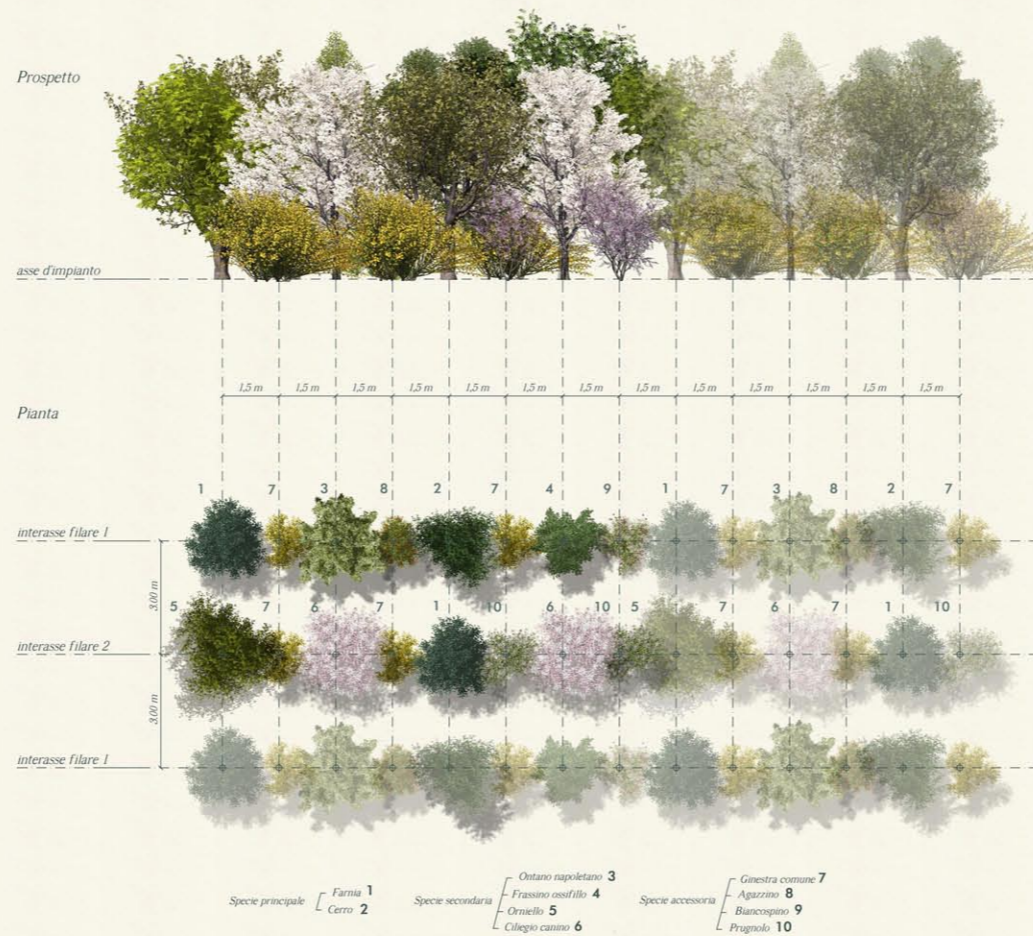 Prospetto
asse d'impianto
1,5 m 1,5 m 1,5 m 1,5 m 1,5 m 1,5 m 1,5 m 1,5 m 1,5 m 1,5 m 1,5 m 1,5 m 1,5 m
Pianta
1 7 3 8 2 7 4 9 1 7 3 8 2 7
interasse filare 1
3.00 m
5 7 6 7 1 10 6 10 5 7 6 7 1 10
interasse filare 2
3.00 m
interasse filare 1
Specie principale
Farnia 1
Cerro 2
Specie secondaria
Ontano napoletano 3
Frassino ossifillo 4
Orniello 5
Ciliegio canino 6
Specie accessoria
Ginestra comune 7
Agazzino 8
Biancospino 9
Prugnolo 10